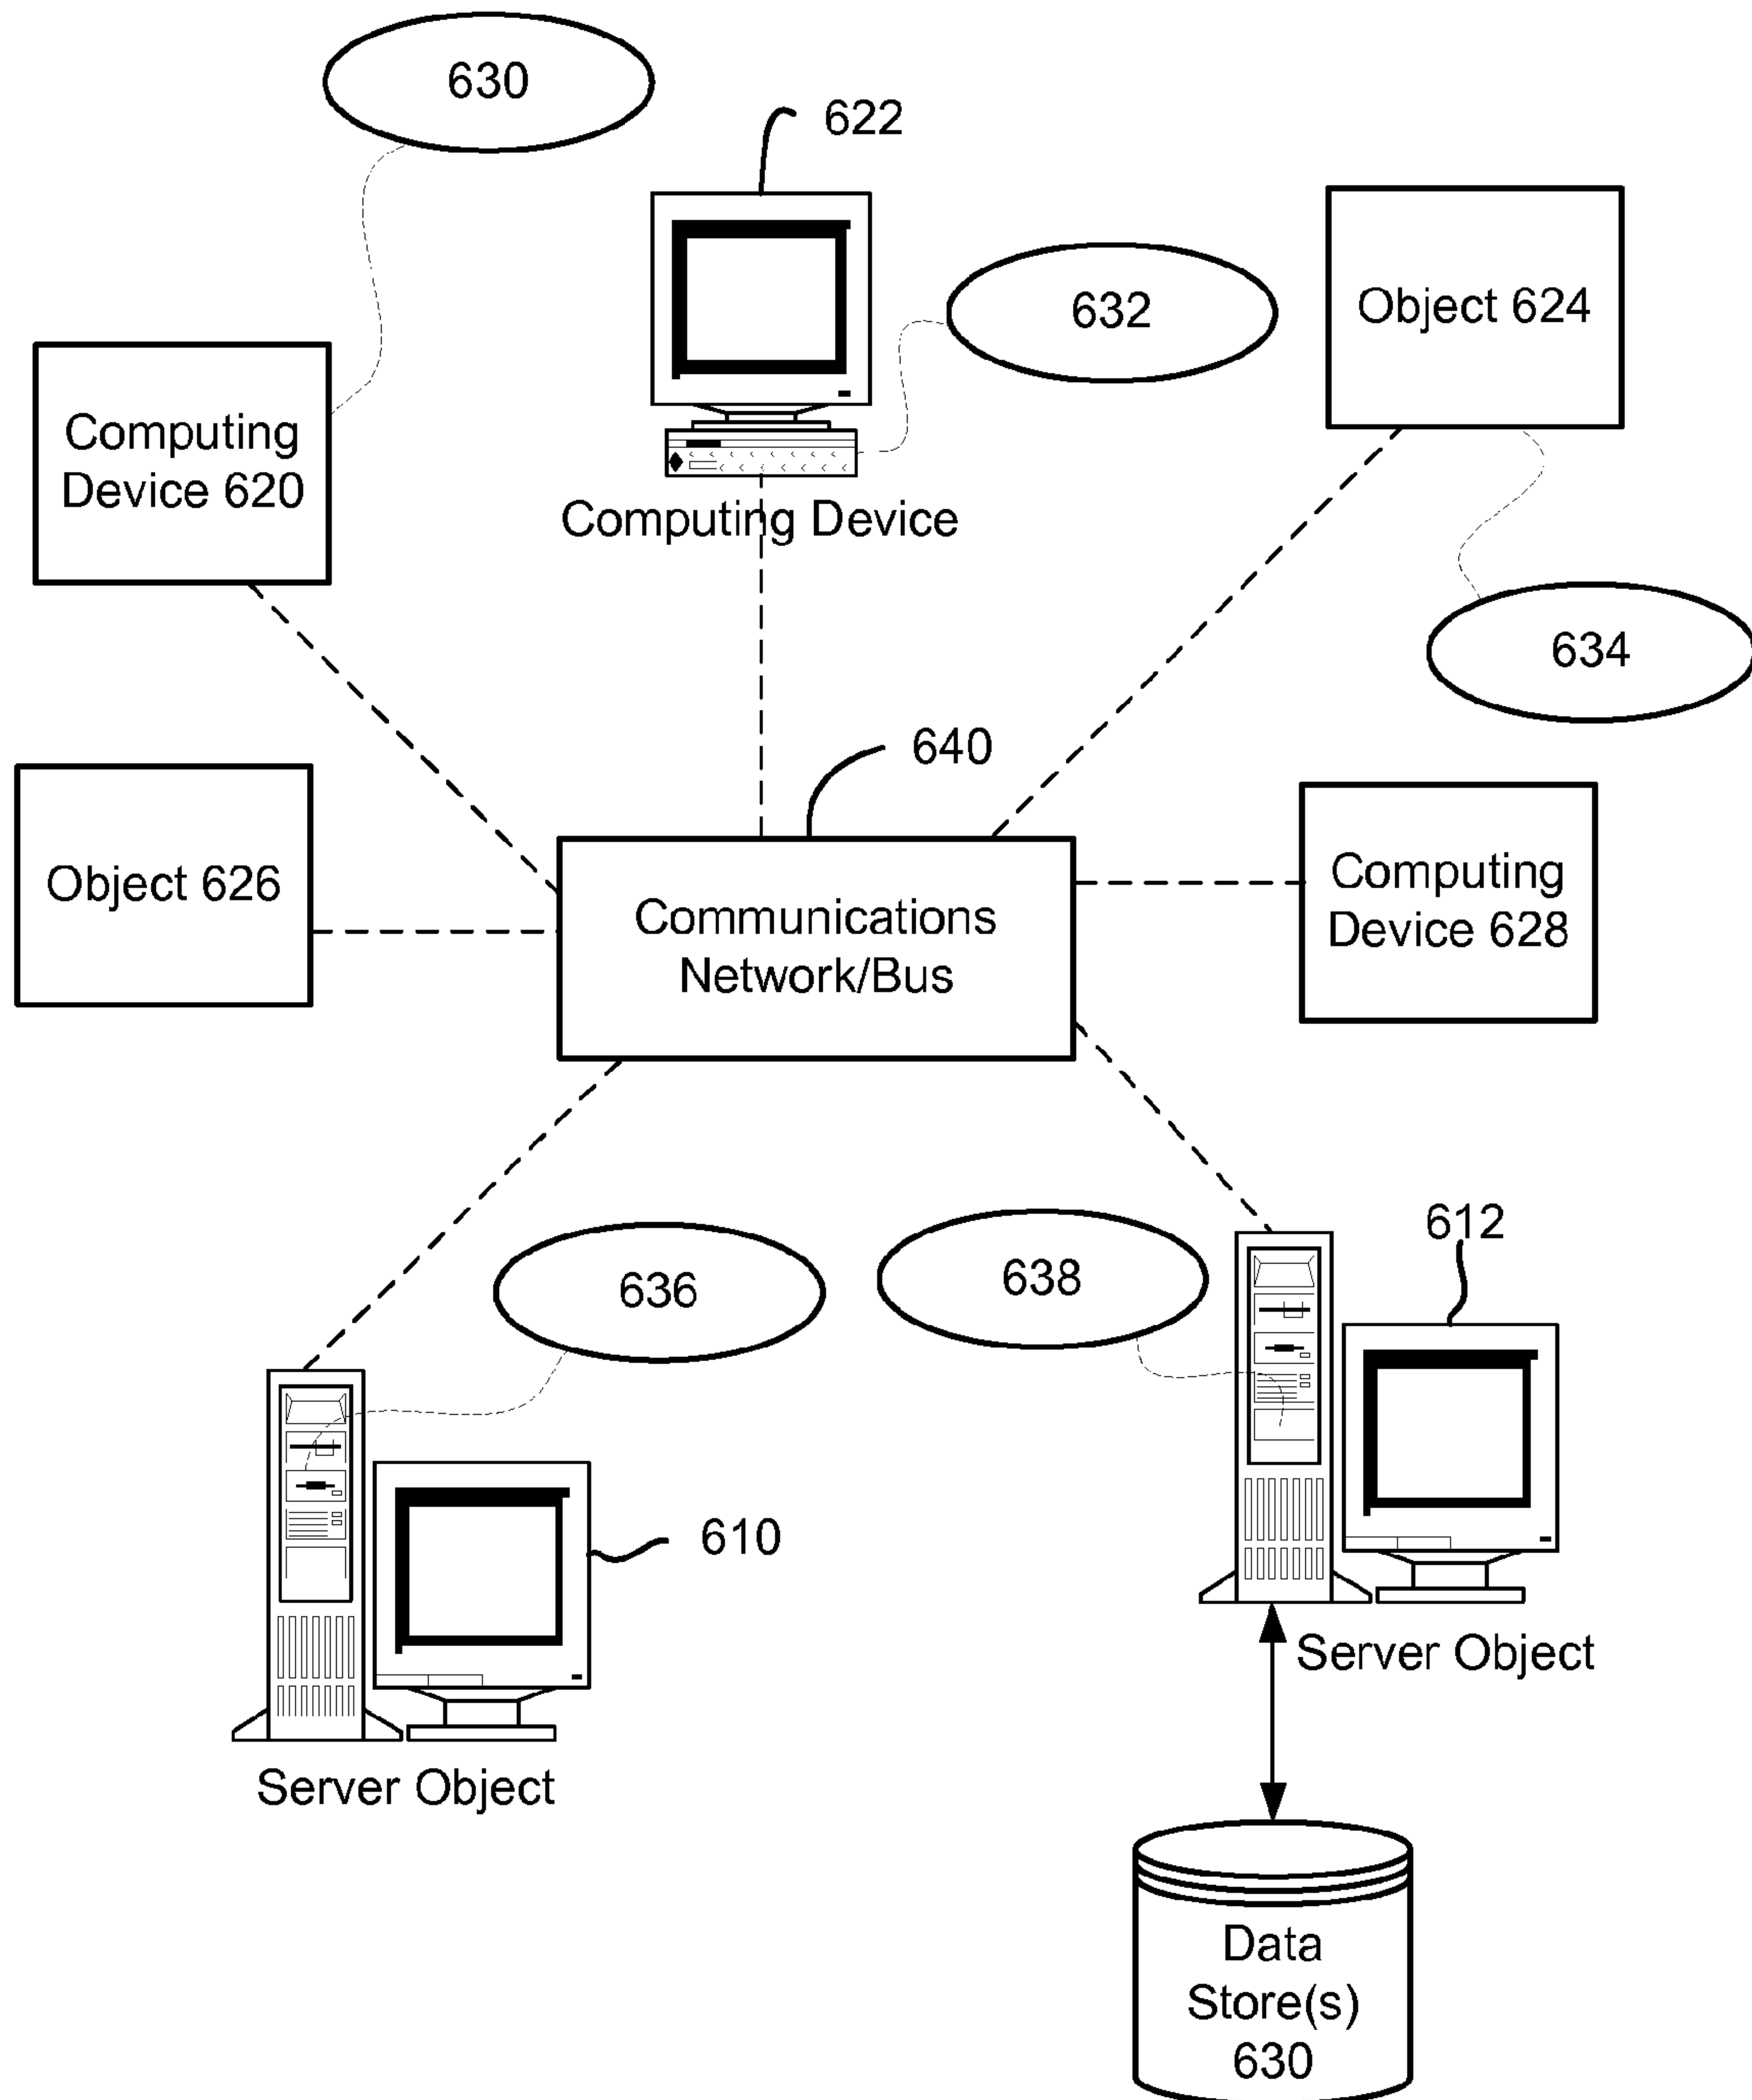 630
622
632
Object 624
Computing
Device 620
Computing Device
634
640
Object 626
Communications
Network/Bus
Computing
Device 628
636
638
612
610
Server Object
Server Object
Data
Store(s)
630